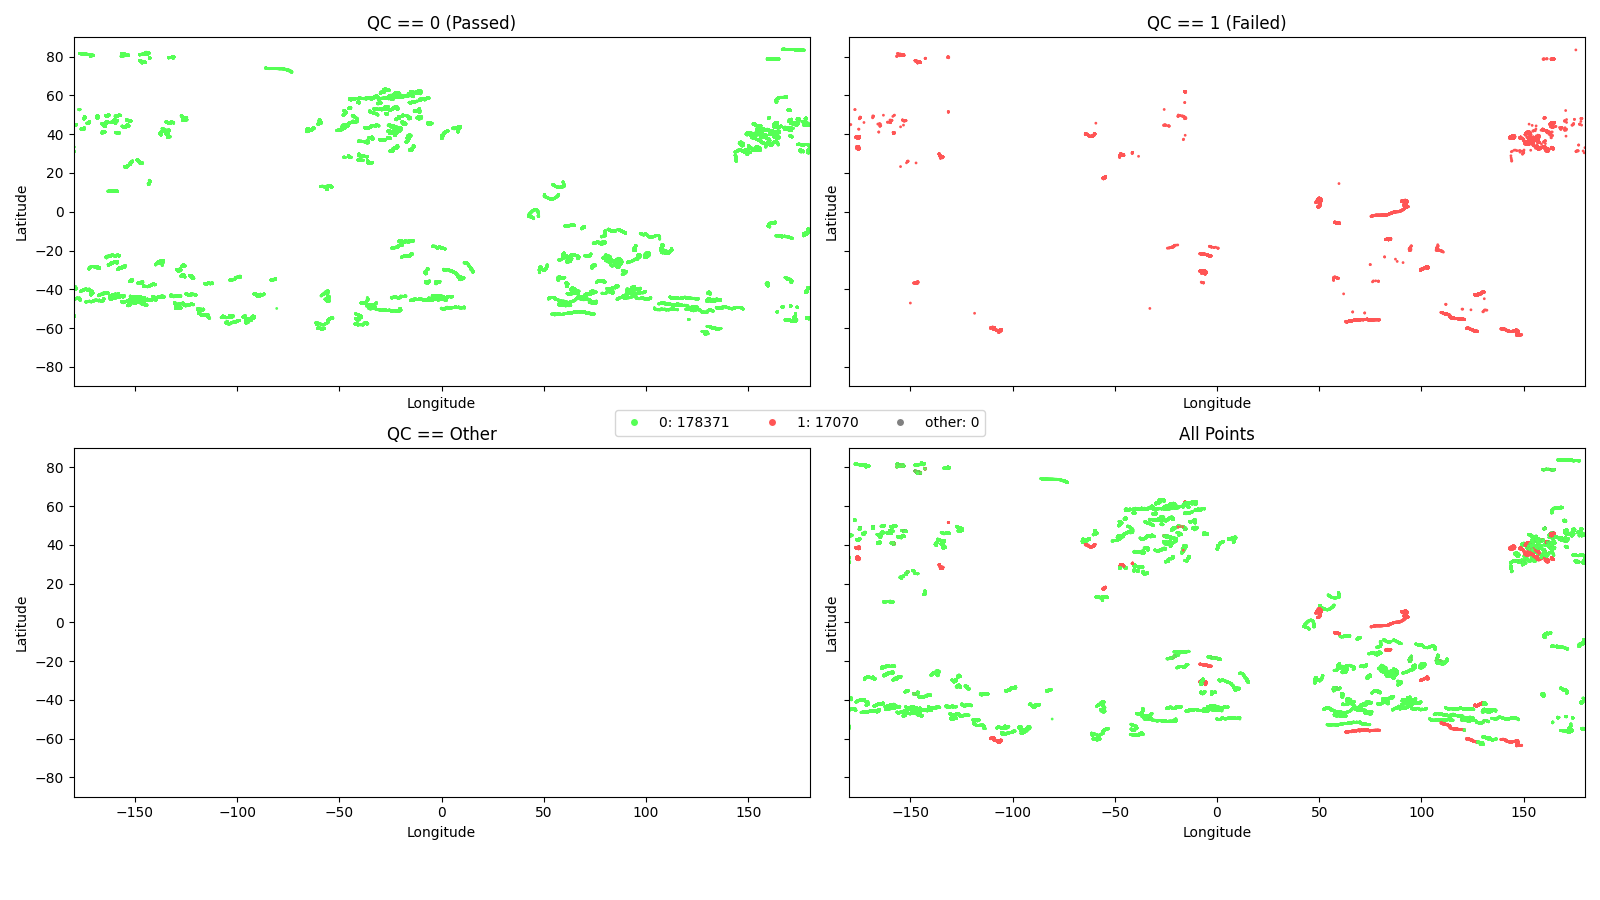 QC == 0 (Passed)
QC == 1 (Failed)
80
60
40
20
0
−20
−40
−60
−80
Latitude
Latitude
Longitude
Longitude
0: 178371
1: 17070
other: 0
QC == Other
All Points
80
60
40
20
0
−20
−40
−60
−80
Latitude
Latitude
−150
−100
−50
0
50
100
150
−150
−100
−50
0
50
100
150
Longitude
Longitude